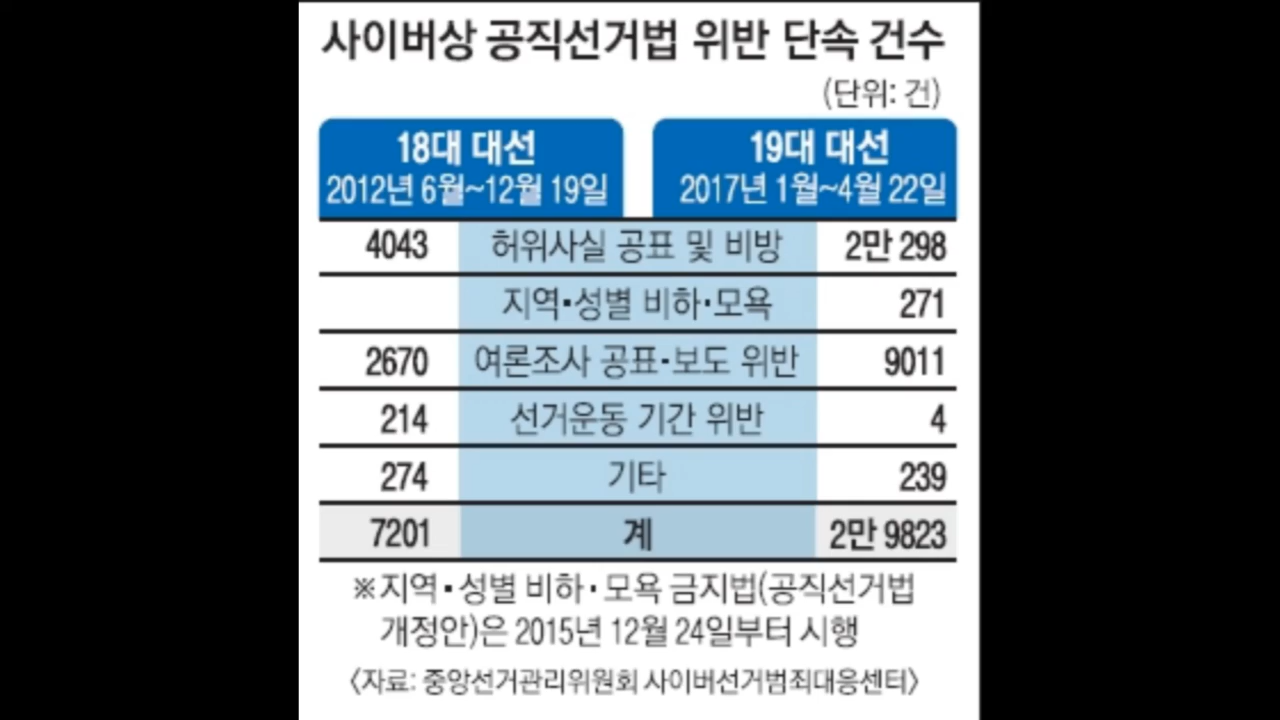 사이버상 공직선거법 위반 단속 건수
(단위: 건)
18대 대선 19대 대선
2012년 6월~12월 19일 2017년 1월~4월 22일
4043 허위사실 공표 및 비방 2만 298
지역·성별 비하·모욕 271
2670 여론조사 공표·보도 위반 9011
214 선거운동 기간 위반 4
274 기타 239
7201 계 2만 9823
※지역·성별 비하·모욕 금지법(공직선거법
개정안)은 2015년 12월 24일부터 시행
〈자료: 중앙선거관리위원회 사이버선거범죄대응센터〉